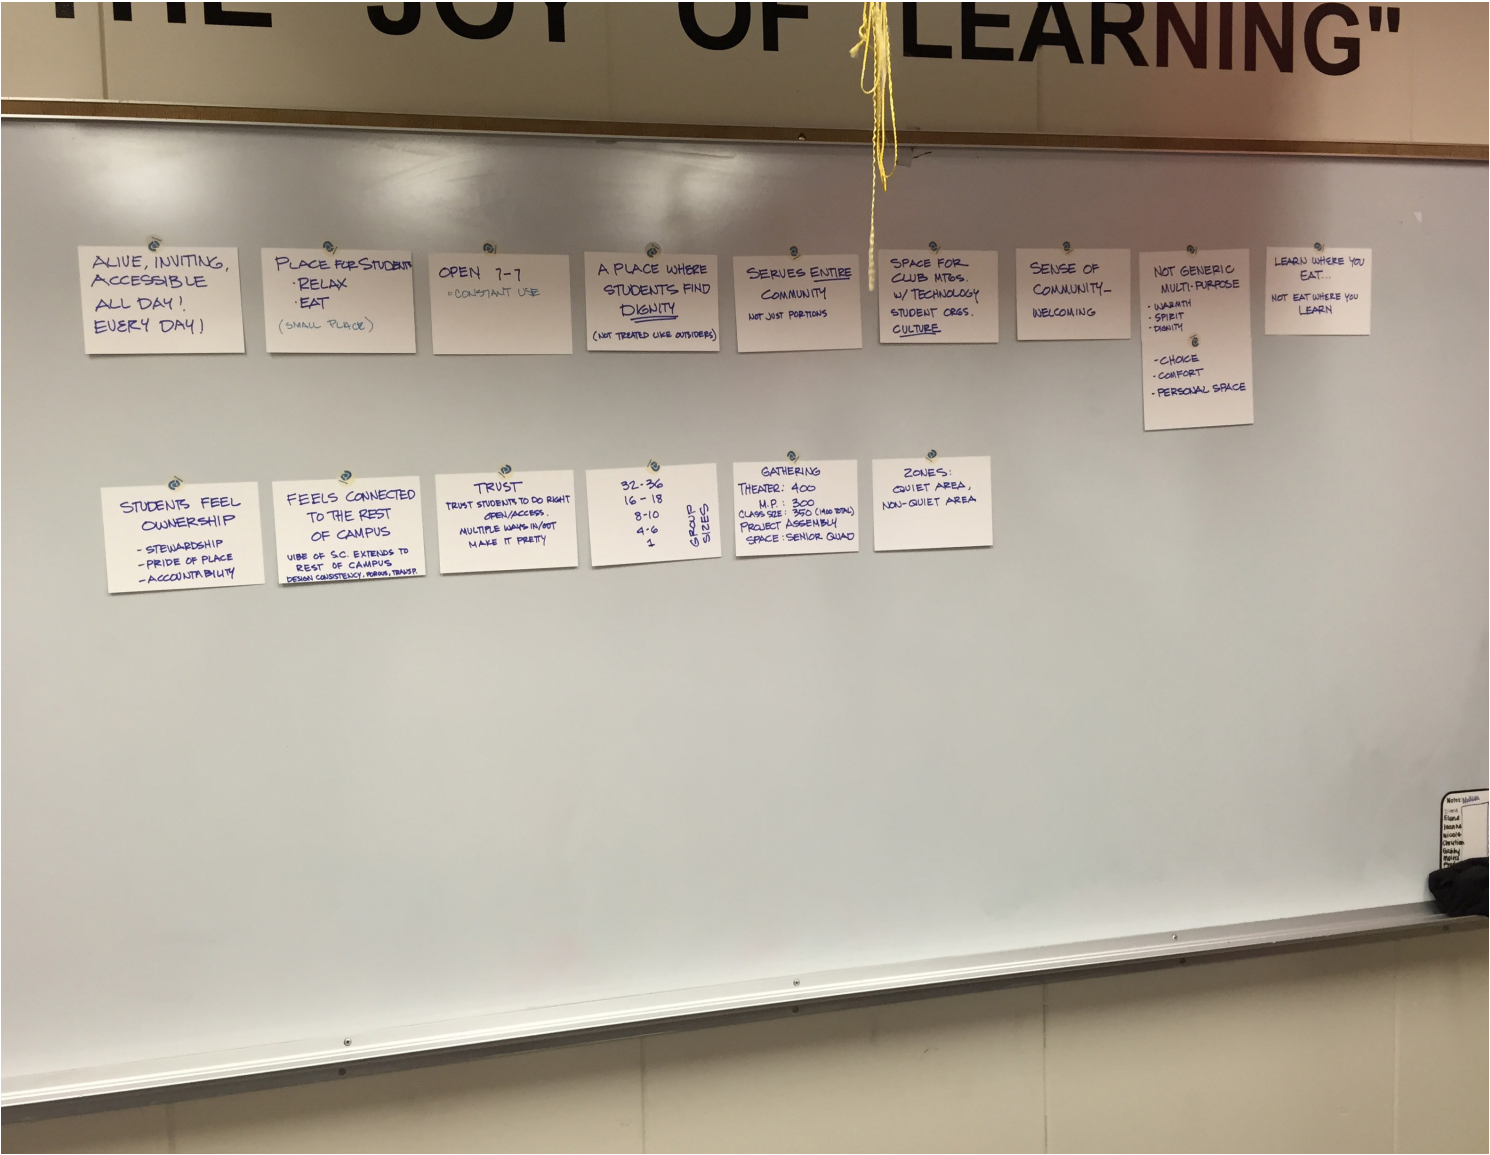 THE "JOY OF LEARNING"
ALIVE, INVITING,
ACCESSIBLE
ALL DAY!
EVERY DAY!
PLACE FOR STUDENTS
· RELAX
· EAT
(SMALL PLACE)
OPEN 7-7
· CONSTANT USE
A PLACE WHERE
STUDENTS FIND
DIGNITY
(NOT TREATED LIKE OUTSIDERS)
SERVES ENTIRE
COMMUNITY
NOT JUST PORTIONS
SPACE FOR
CLUB MTGS.
W/ TECHNOLOGY
STUDENT ORGS.
CULTURE
SENSE OF
COMMUNITY-
WELCOMING
NOT GENERIC
MULTI-PURPOSE
- WARMTH
- SPIRIT
- DIGNITY
- CHOICE
- COMFORT
- PERSONAL SPACE
LEARN WHERE YOU
EAT...
NOT EAT WHERE YOU
LEARN
STUDENTS FEEL
OWNERSHIP
- STEWARDSHIP
- PRIDE OF PLACE
- ACCOUNTABILITY
FEELS CONNECTED
TO THE REST
OF CAMPUS
VIBE OF S.C. EXTENDS TO
REST OF CAMPUS
DESIGN CONSISTENCY, POROUS, TRANSP.
TRUST
TRUST STUDENTS TO DO RIGHT
OPEN/ACCESS.
MULTIPLE WAYS IN/OUT
MAKE IT PRETTY
32-36
16-18
8-10
4-6
1
GROUP
SIZES
GATHERING
THEATER: 400
M.P.: 300
CLASS SIZE: 350 (1400 TOTAL)
PROJECT ASSEMBLY
SPACE: SENIOR QUAD
ZONES:
QUIET AREA,
NON-QUIET AREA
Notes:
Elena
Nicole
Christian